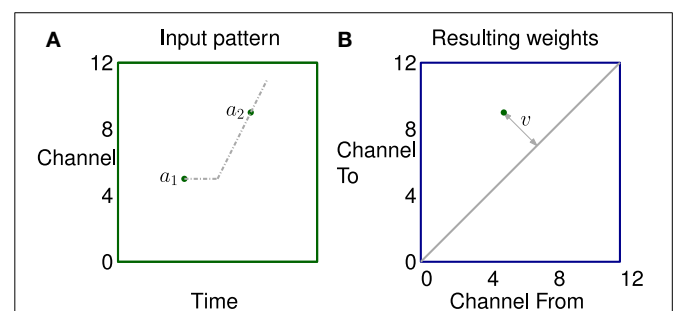 A Input pattern
12
8
Channel
4
0
a1
a2
Time
B Resulting weights
12
8
Channel
To
4
0
v
0 4 8 12
Channel From